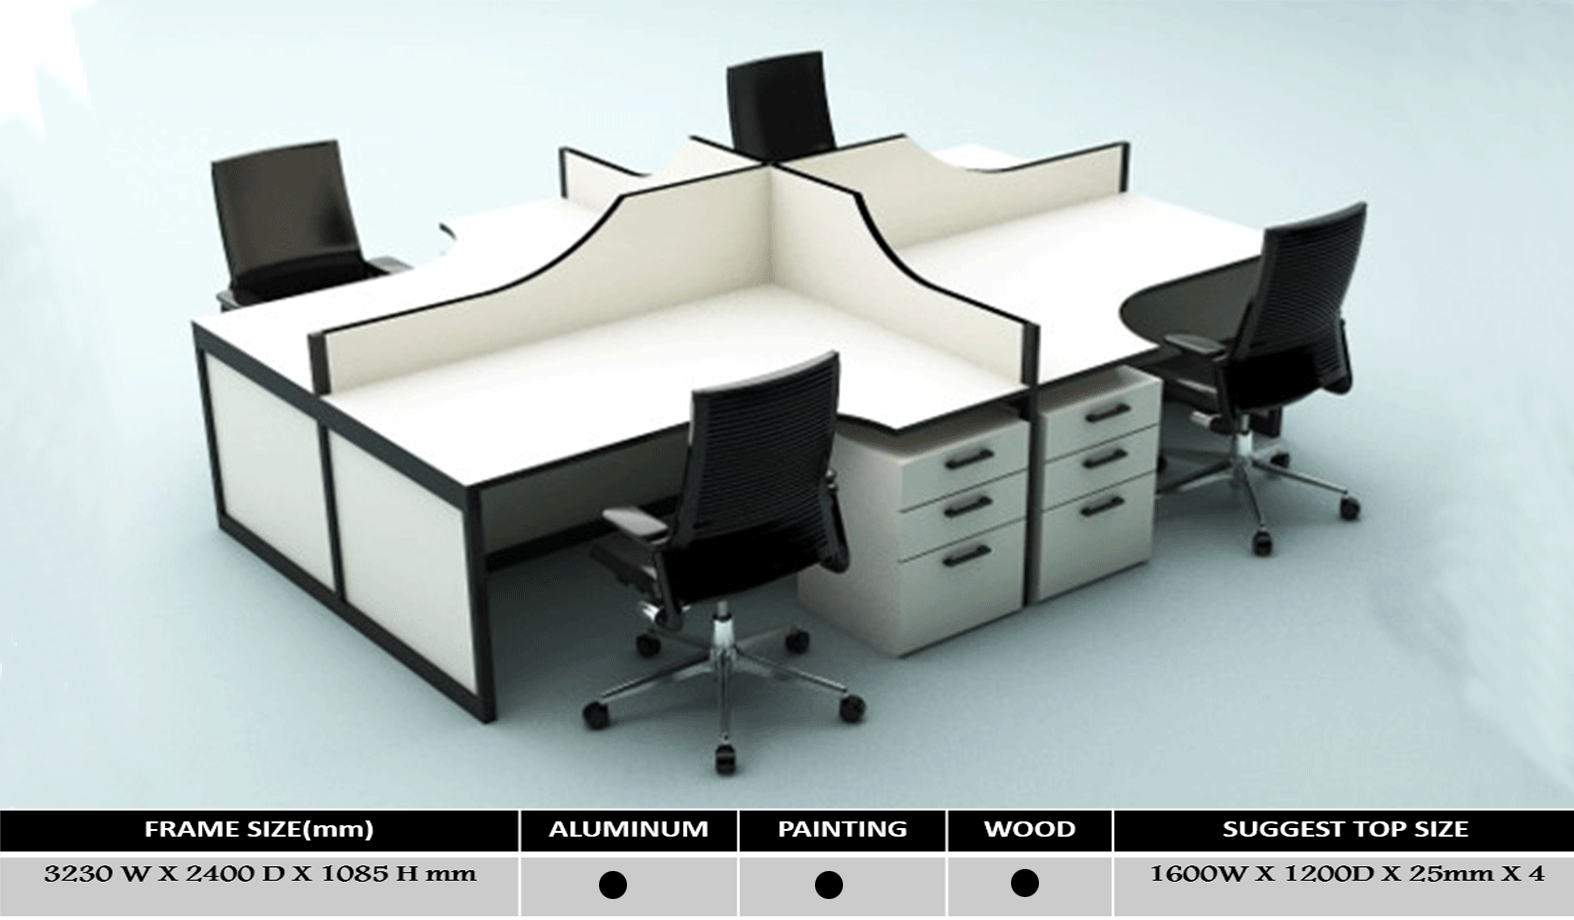 FRAME SIZE(mm) ALUMINUM PAINTING WOOD SUGGEST TOP SIZE
3230 W X 2400 D X 1085 H mm ● ● ● 1600W X 1200D X 25mm X 4